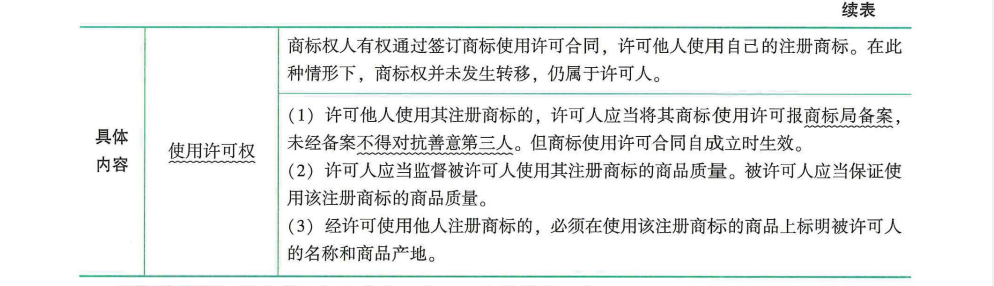 续表
商标权人有权通过签订商标使用许可合同，许可他人使用自己的注册商标。在此
种情形下，商标权并未发生转移，仍属于许可人。
具体
内容
使用许可权
(1) 许可他人使用其注册商标的，许可人应当将其商标使用许可报商标局备案，
未经备案不得对抗善意第三人。但商标使用许可合同自成立时生效。
(2) 许可人应当监督被许可人使用其注册商标的商品质量。被许可人应当保证使
用该注册商标的商品质量。
(3) 经许可使用他人注册商标的，必须在使用该注册商标的商品上标明被许可人
的名称和商品产地。